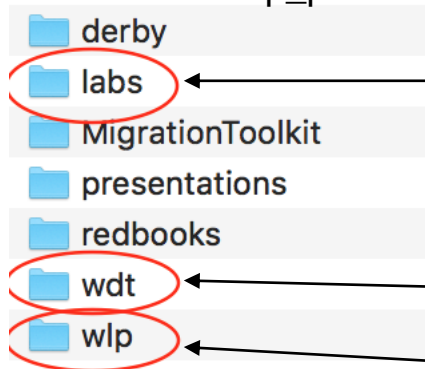 derby
labs
MigrationToolkit
presentations
redbooks
wdt
wlp